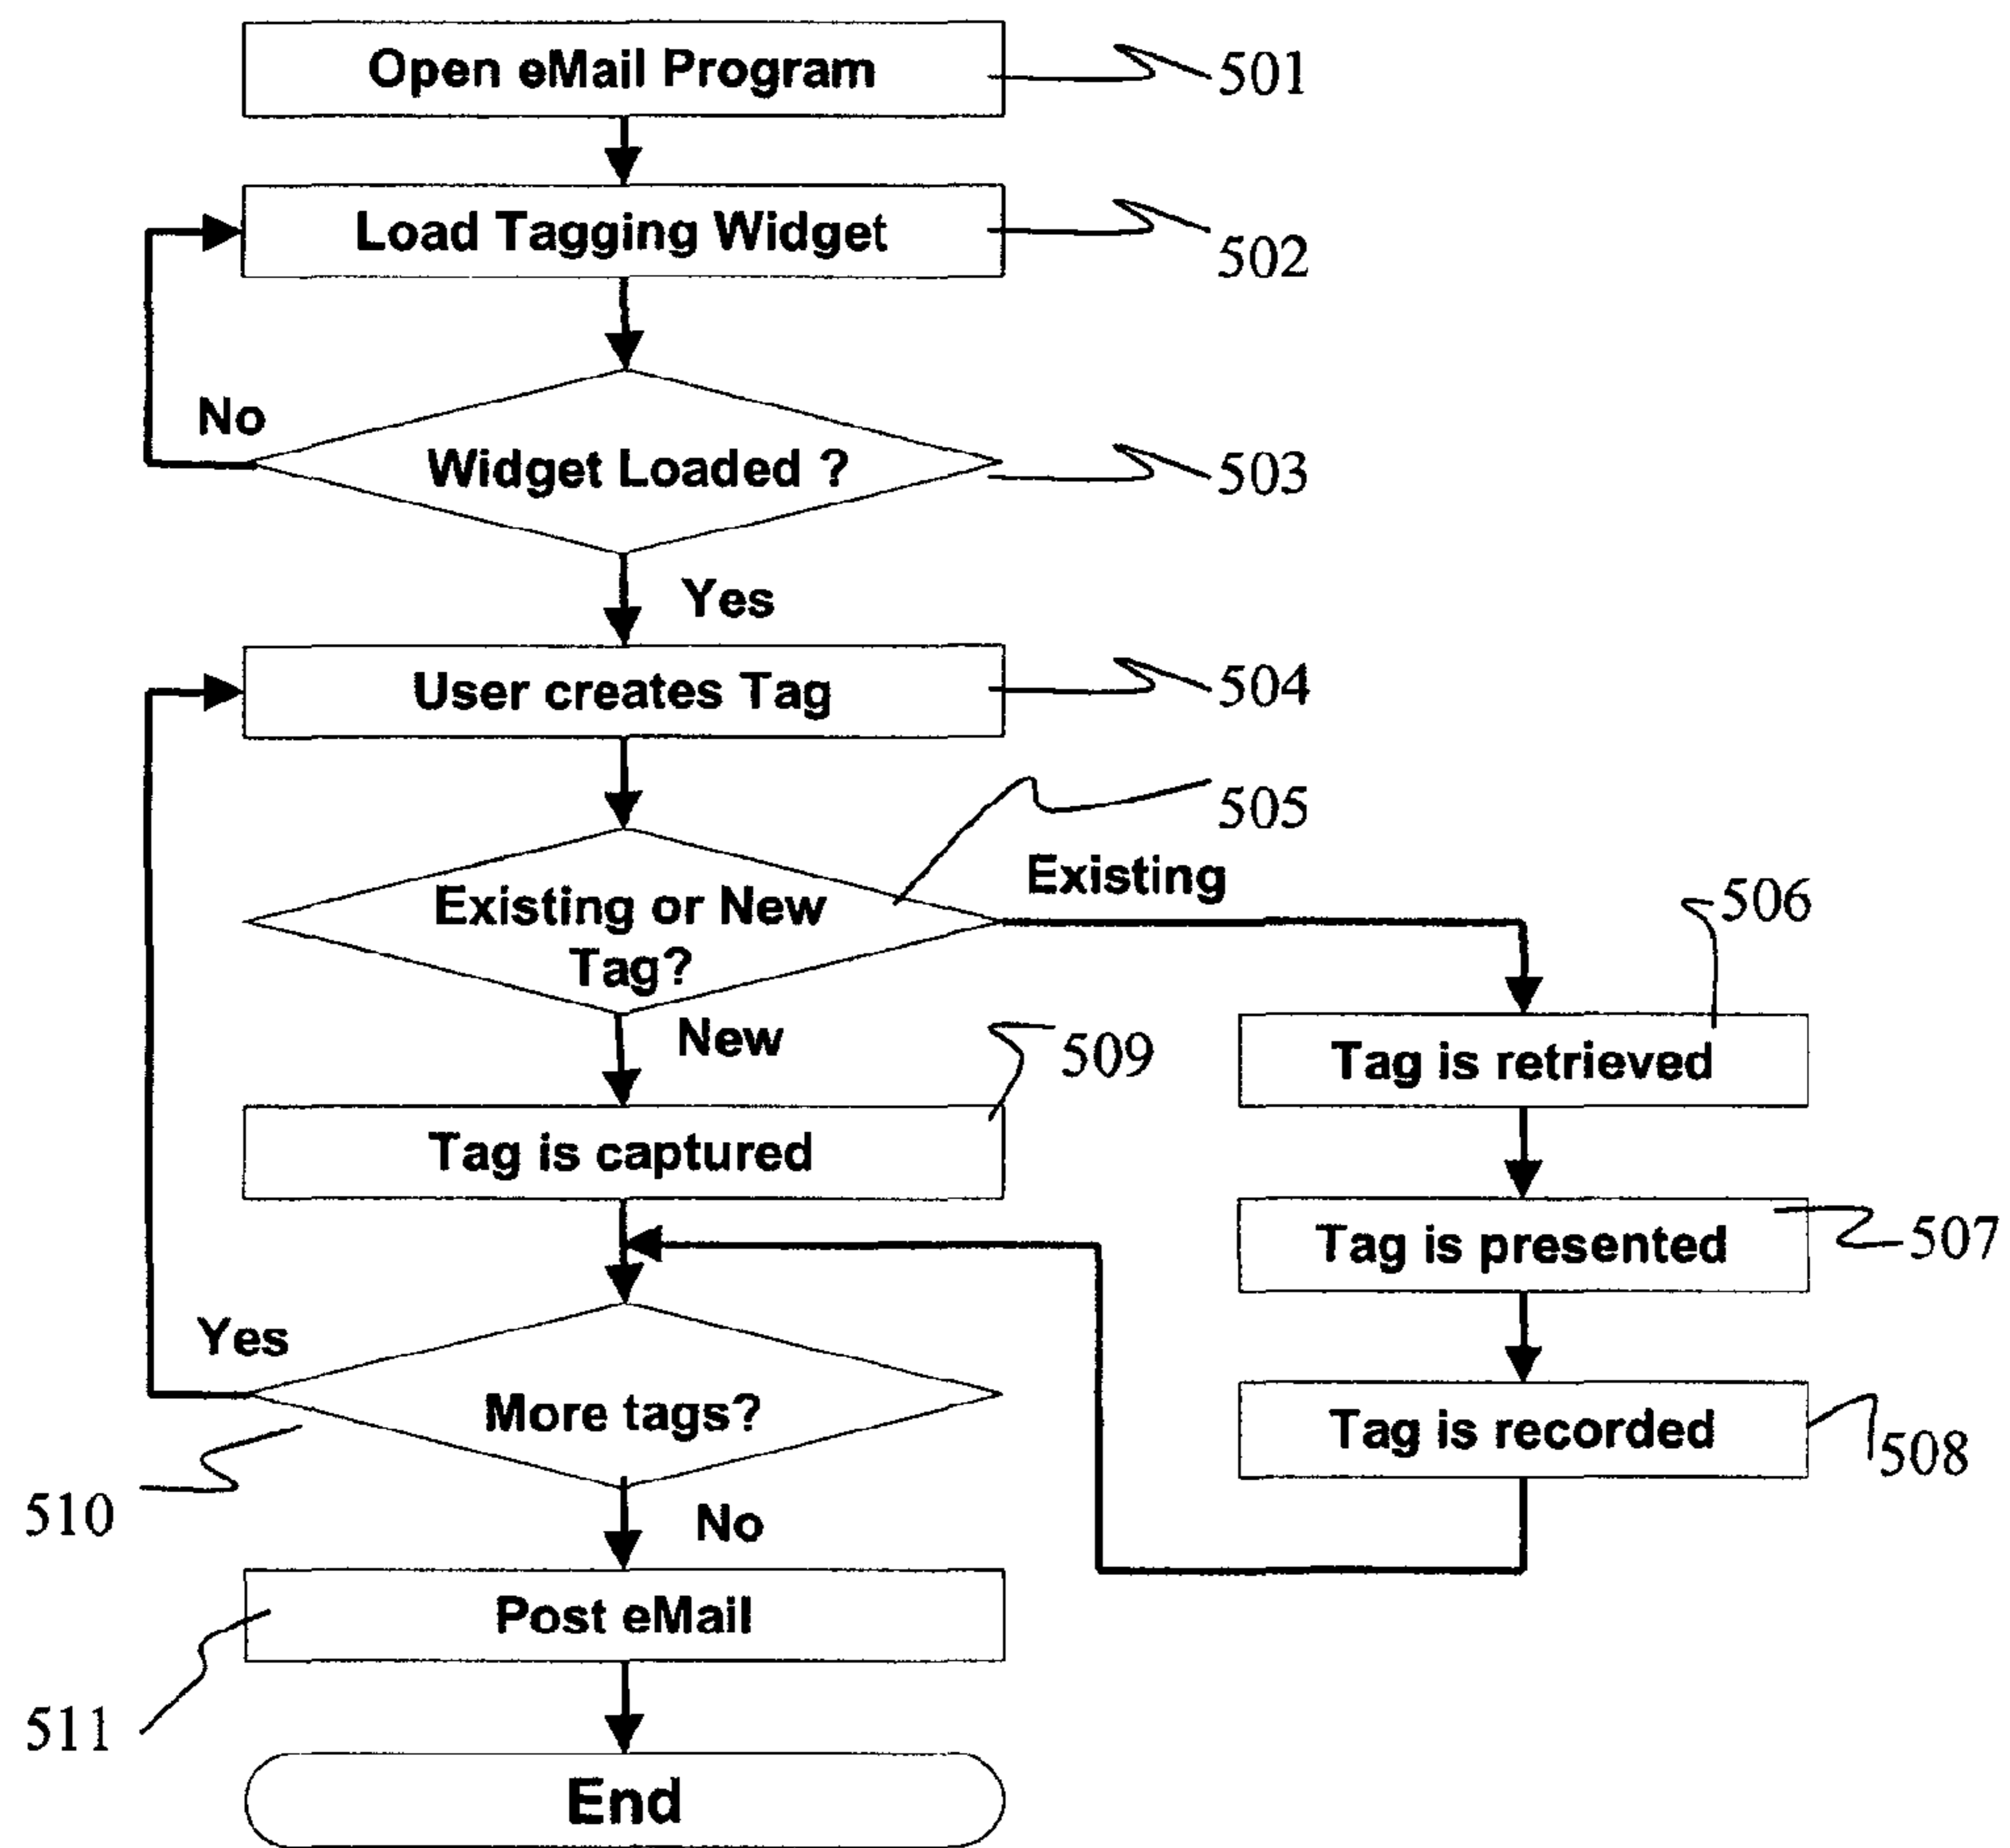 Open eMail Program
501
Load Tagging Widget
502
No
Widget Loaded ?
503
Yes
User creates Tag
504
505
Existing or New
Tag?
Existing
506
New
509
Tag is retrieved
Tag is captured
Tag is presented
507
Yes
More tags?
Tag is recorded
508
510
No
Post eMail
511
End